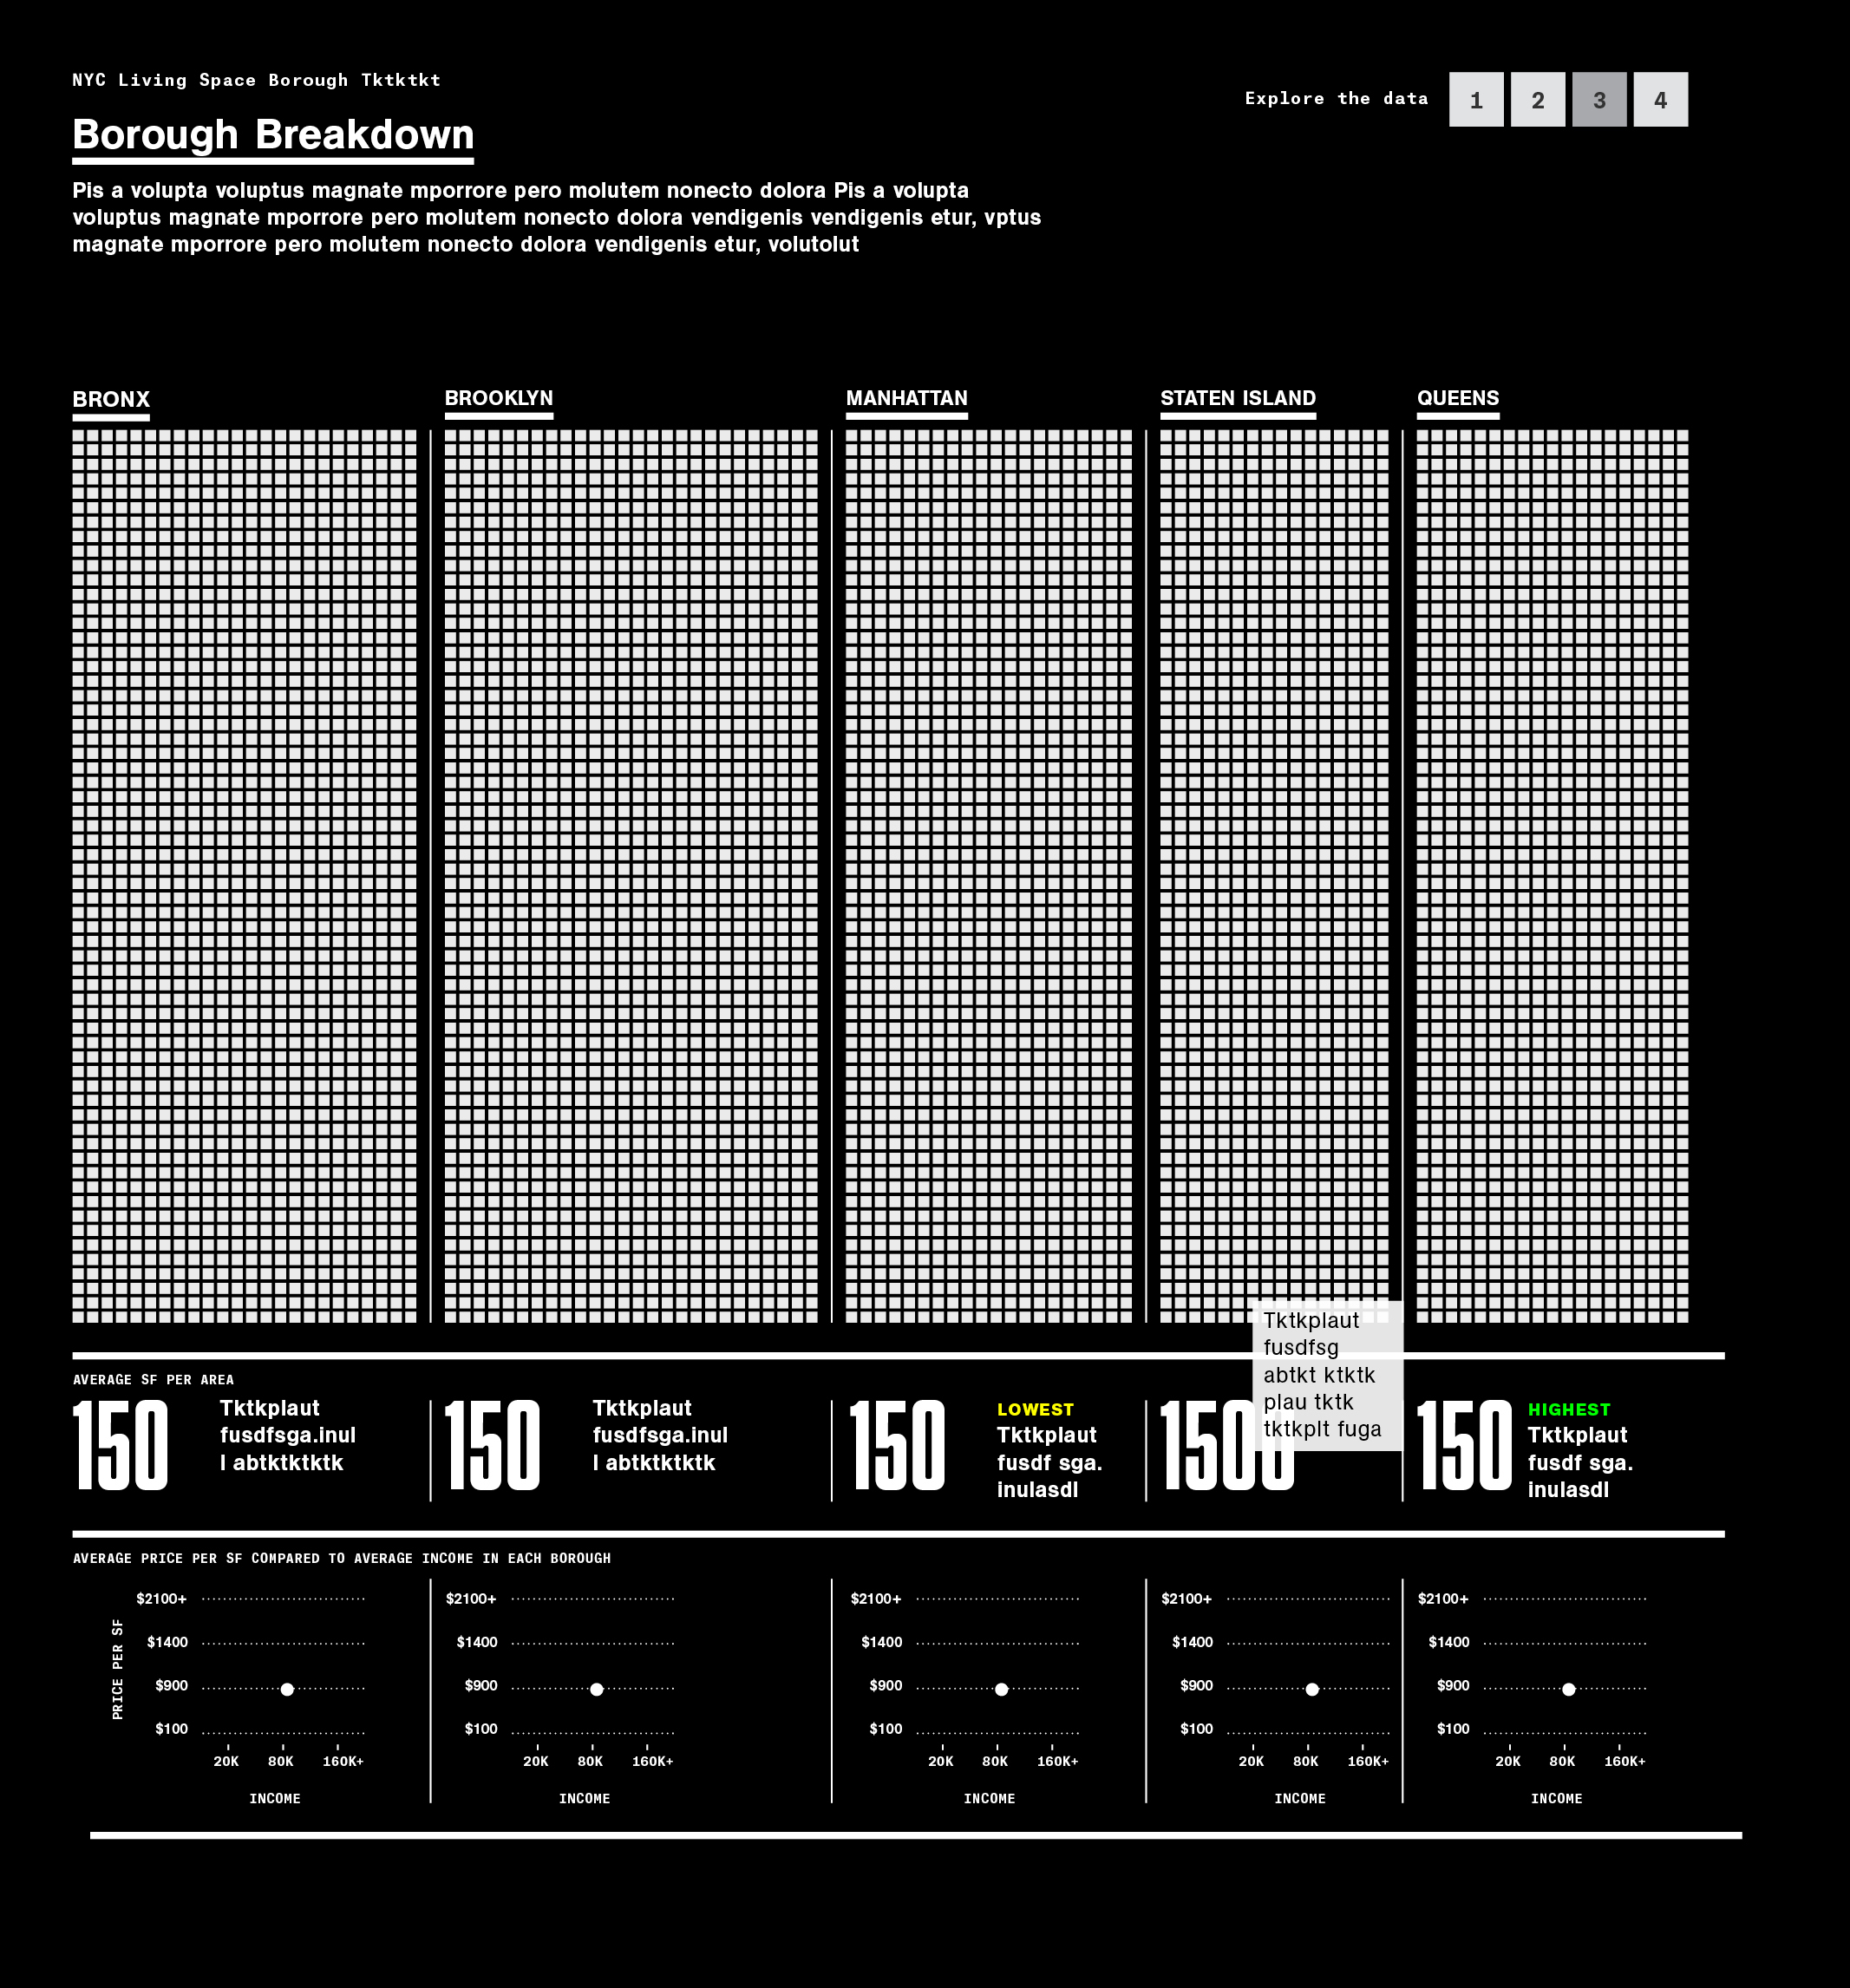 NYC Living Space Borough Tktktkt
Explore the data 1 2 3 4
Borough Breakdown
Pis a volupta voluptus magnate mporrore pero molutem nonecto dolora Pis a volupta
voluptus magnate mporrore pero molutem nonecto dolora vendigenis vendigenis etur, vptus
magnate mporrore pero molutem nonecto dolora vendigenis etur, volutolut
BRONX
BROOKLYN
MANHATTAN
STATEN ISLAND
QUEENS
Tktkplaut
fusdfsg
abtkt ktktk
plau tktk
tktkplt fuga
AVERAGE SF PER AREA
150
Tktkplaut
fusdfsga.inul
l abtktktktk
150
Tktkplaut
fusdfsga.inul
l abtktktktk
150
LOWEST
Tktkplaut
fusdf sga.
inulasdl
1500
150
HIGHEST
Tktkplaut
fusdf sga.
inulasdl
AVERAGE PRICE PER SF COMPARED TO AVERAGE INCOME IN EACH BOROUGH
PRICE PER SF
$2100+
$1400
$900
$100
20K 80K 160K+
INCOME
$2100+
$1400
$900
$100
20K 80K 160K+
INCOME
$2100+
$1400
$900
$100
20K 80K 160K+
INCOME
$2100+
$1400
$900
$100
20K 80K 160K+
INCOME
$2100+
$1400
$900
$100
20K 80K 160K+
INCOME